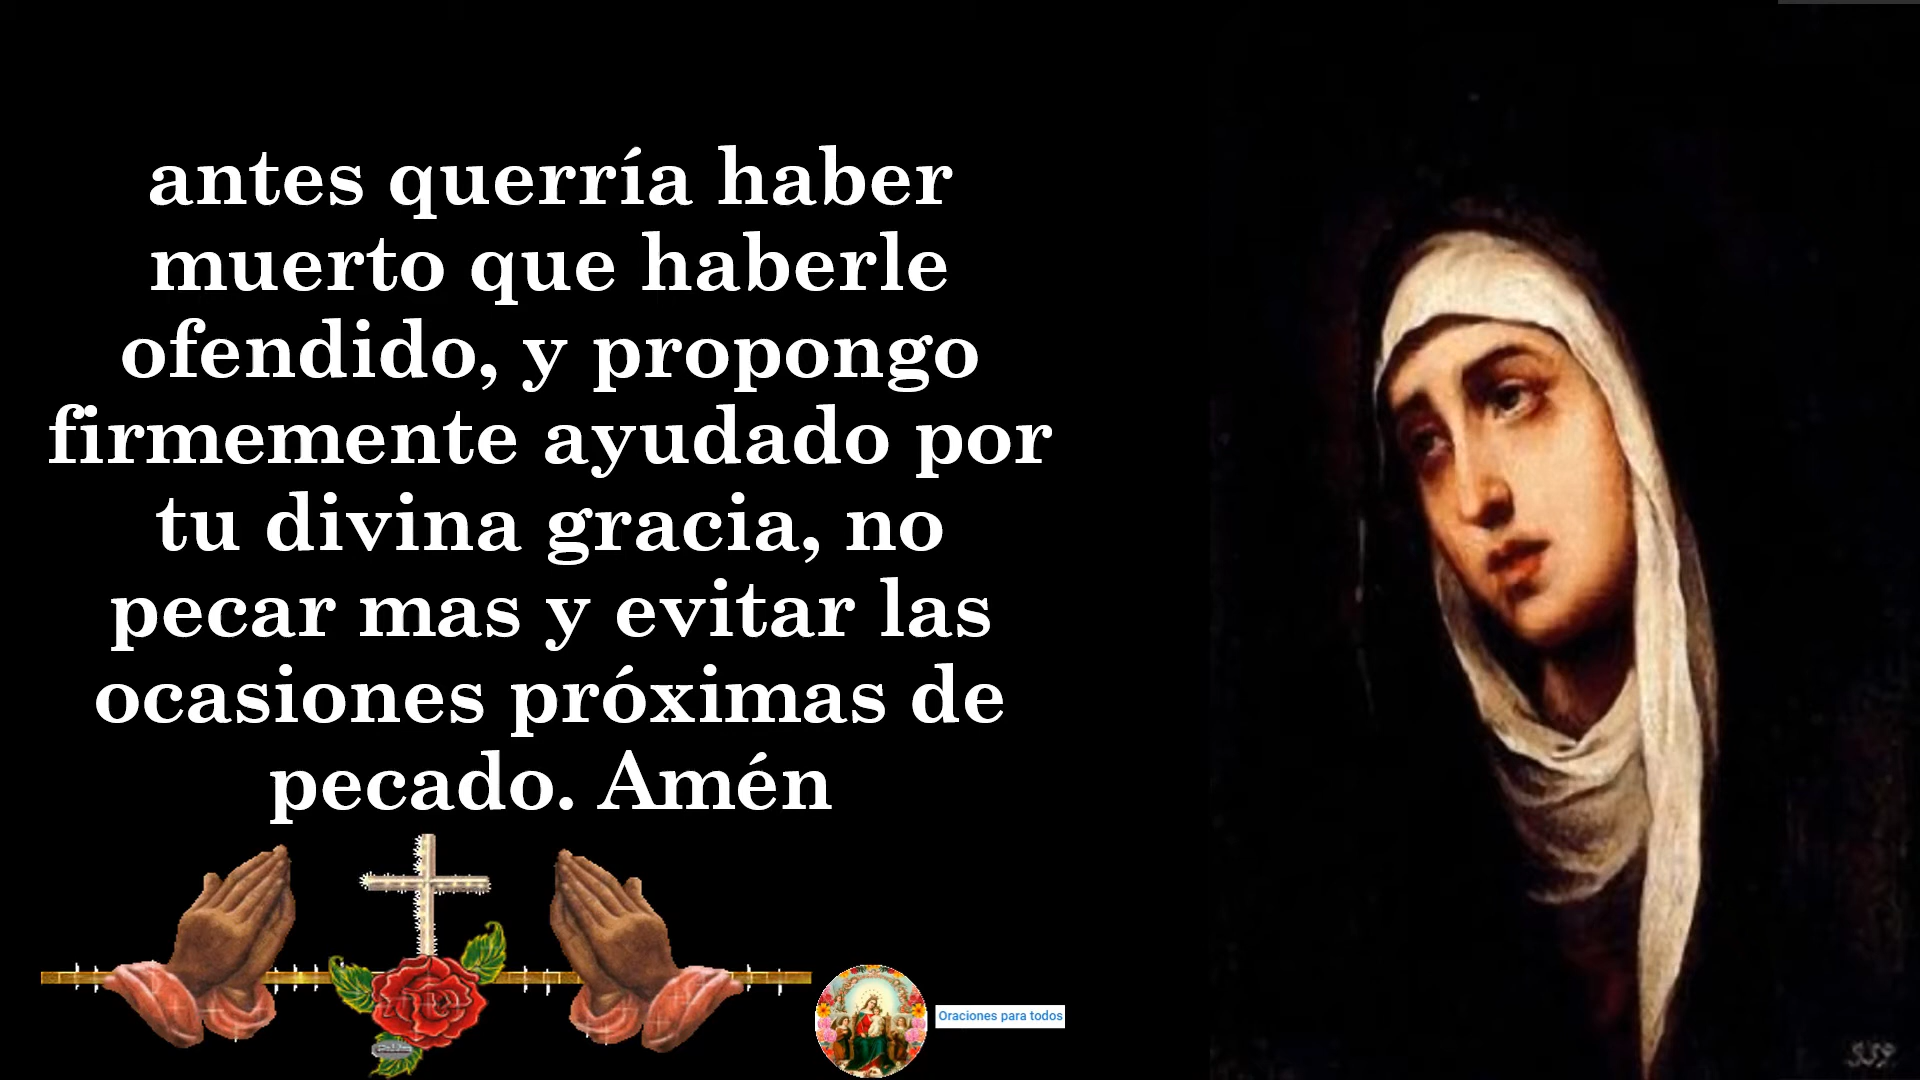 antes querría haber
muerto que haberle
ofendido, y propongo
firmemente ayudado por
tu divina gracia, no
pecar mas y evitar las
ocasiones próximas de
pecado. Amén
Oraciones para todos